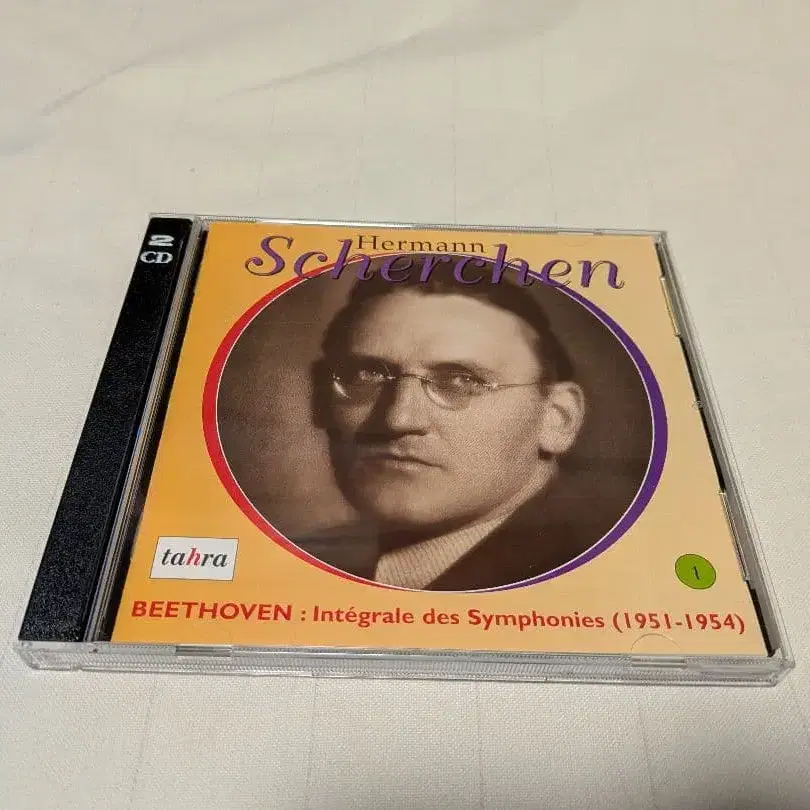 2
CD
Hermann
Scherchen
tahra
1
BEETHOVEN : Intégrale des Symphonies (1951-1954)